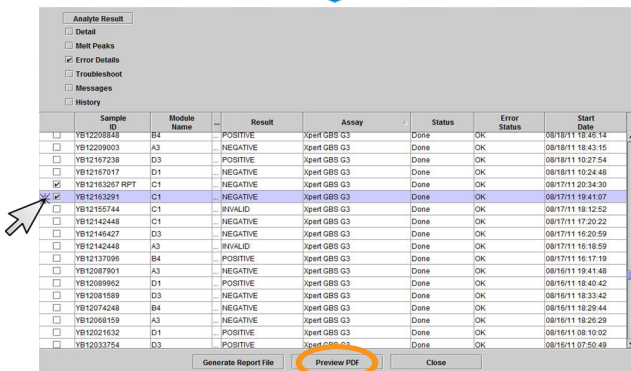 Analyte Result
Detail
Melt Peaks
Error Details
Troubleshoot
Messages
History
Sample ID Module Name ... Result Assay Status Error Status Start Date
YB12208848 B4 ... POSITIVE Xpert GBS G3 Done OK 08/18/11 18:46:14
YB12209003 A3 ... NEGATIVE Xpert GBS G3 Done OK 08/18/11 18:43:15
YB12167238 D3 ... POSITIVE Xpert GBS G3 Done OK 08/18/11 10:27:54
YB12167017 D1 ... NEGATIVE Xpert GBS G3 Done OK 08/18/11 10:24:48
YB12163267 RPT C1 ... NEGATIVE Xpert GBS G3 Done OK 08/17/11 20:34:30
YB12163291 C1 ... NEGATIVE Xpert GBS G3 Done OK 08/17/11 19:41:07
YB12155744 C1 ... INVALID Xpert GBS G3 Done OK 08/17/11 18:12:52
YB12142448 C1 ... NEGATIVE Xpert GBS G3 Done OK 08/17/11 17:20:22
YB12146427 D3 ... NEGATIVE Xpert GBS G3 Done OK 08/17/11 16:20:59
YB12142448 A3 ... INVALID Xpert GBS G3 Done OK 08/17/11 16:18:59
YB12137096 B4 ... POSITIVE Xpert GBS G3 Done OK 08/17/11 16:17:19
YB12087901 A3 ... NEGATIVE Xpert GBS G3 Done OK 08/16/11 19:41:48
YB12089962 D1 ... POSITIVE Xpert GBS G3 Done OK 08/16/11 18:40:42
YB12081589 D3 ... NEGATIVE Xpert GBS G3 Done OK 08/16/11 18:33:42
YB12074248 B4 ... NEGATIVE Xpert GBS G3 Done OK 08/16/11 18:29:44
YB12068159 A3 ... NEGATIVE Xpert GBS G3 Done OK 08/16/11 18:26:29
YB12021632 D1 ... POSITIVE Xpert GBS G3 Done OK 08/16/11 08:10:02
YB12033754 D3 ... POSITIVE Xpert GBS G3 Done OK 08/16/11 07:50:49
Generate Report File Preview PDF Close